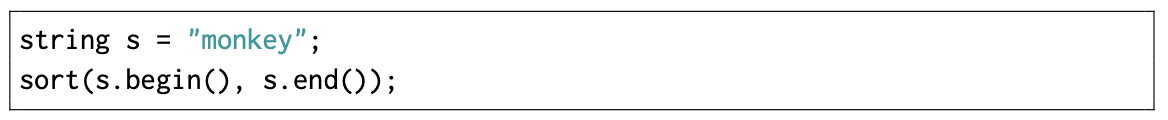 string s = "monkey";
sort(s.begin(), s.end());